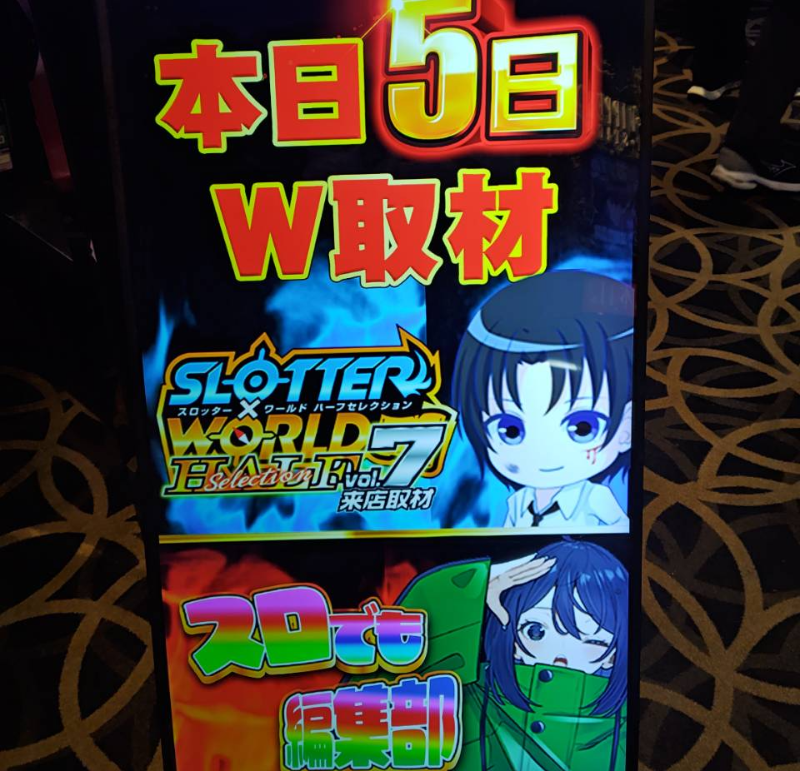 本日5日
W取材
SLOTTER
スロッター×ワールド ハーフセレクション
WORLD
HALF
Selection
vol.7
来店取材
スロでも
編集部